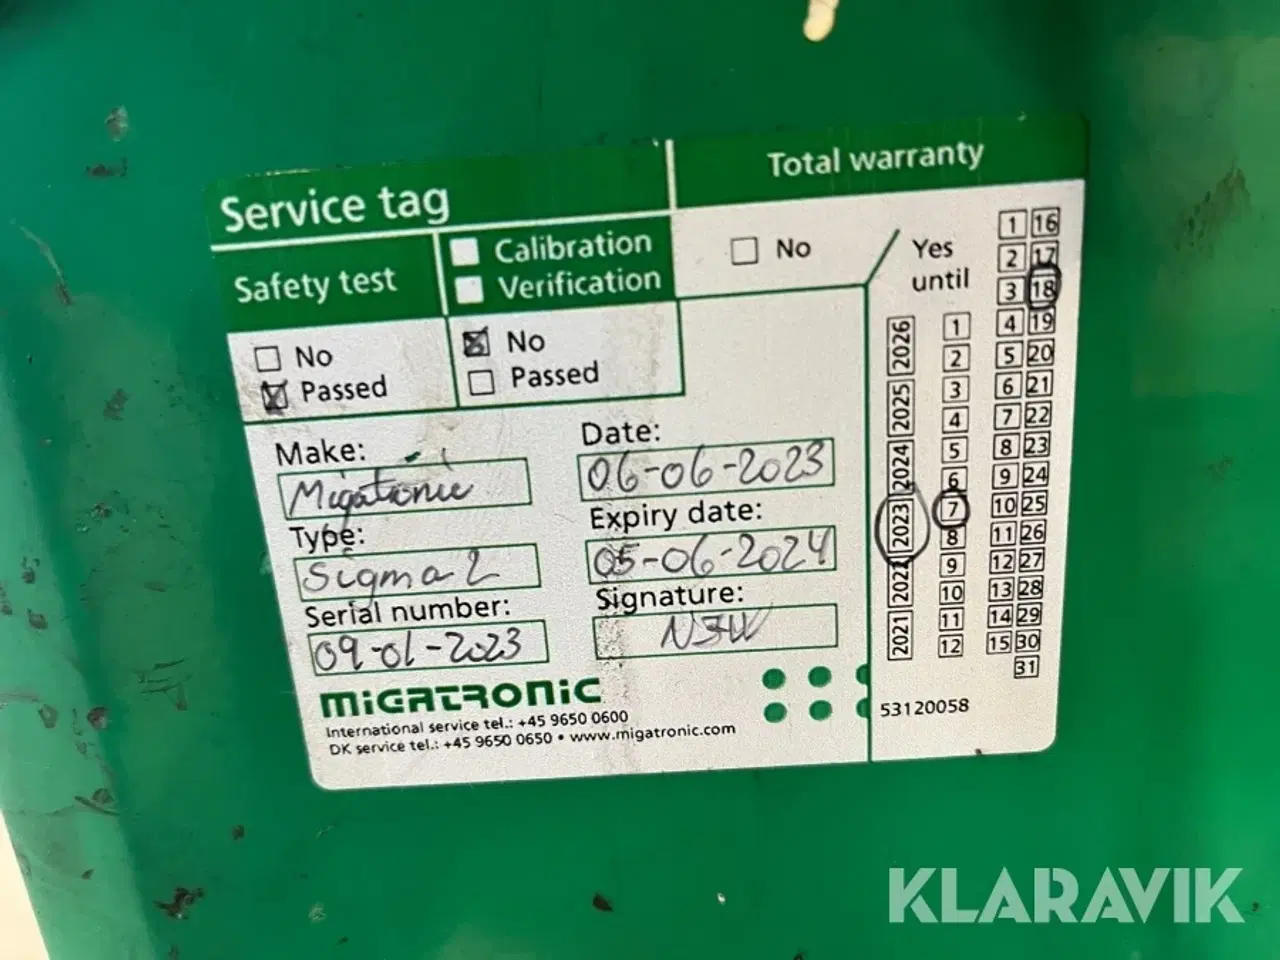 Service tag
Total warranty
Safety test
Calibration
Verification
No
Passed
No
Passed
No
Yes
until
Make:
Migatronic
Type:
Sigma 2
Serial number:
09-01-2023
Date:
06-06-2023
Expiry date:
05-06-2024
Signature:
MIGATRONIC
International service tel.: +45 9650 0600
DK service tel.: +45 9650 0650 • www.migatronic.com
2026
2025
2024
2023
2022
2021
1
2
3
4
5
6
7
8
9
10
11
12
1 16
2 17
3 18
4 19
5 20
6 21
7 22
8 23
9 24
10 25
11 26
12 27
13 28
14 29
15 30
31
53120058
KLARAVIK